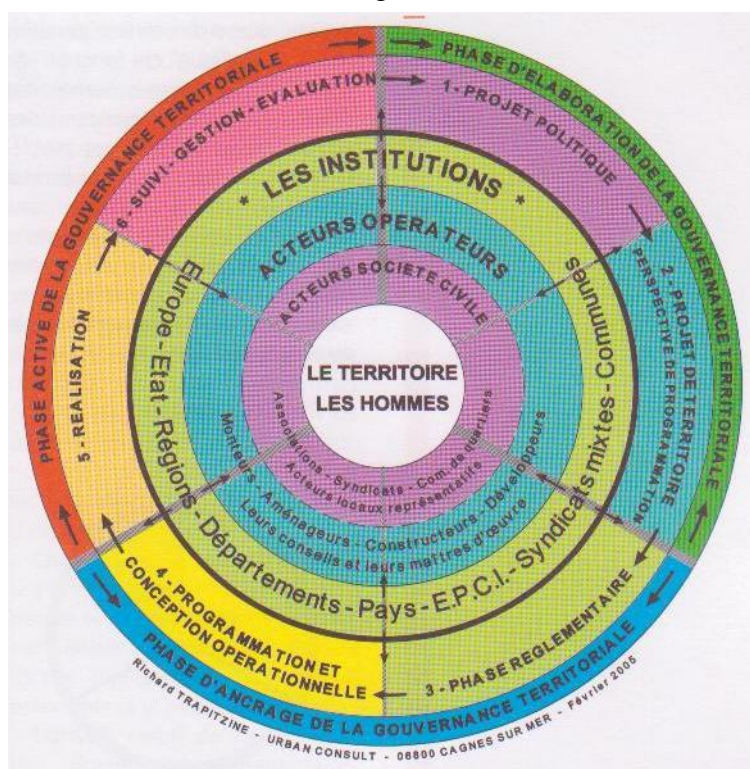 PHASE D'ELABORATION DE LA GOUVERNANCE TERRITORIALE
1 - PROJET POLITIQUE
2 - PROJET DE TERRITOIRE
PERSPECTIVE DE PROGRAMMATION
PHASE D'ANCRAGE DE LA GOUVERNANCE TERRITORIALE
3 - PHASE REGLEMENTAIRE
4 - PROGRAMMATION ET
CONCEPTION OPERATIONNELLE
PHASE ACTIVE DE LA GOUVERNANCE TERRITORIALE
5 - REALISATION
6 - SUIVI - GESTION - EVALUATION
* LES INSTITUTIONS *
Europe - Etat - Régions - Départements - Pays - E.P.C.I. - Syndicats mixtes - Communes
ACTEURS OPERATEURS
Monteurs - Aménageurs - Constructeurs - Développeurs
Leurs conseils et leurs maîtres d'œuvre
ACTEURS SOCIETE CIVILE
Associations - Syndicats - Com. de quartiers
Acteurs locaux représentatifs
LE TERRITOIRE
LES HOMMES
Richard TRAPITZINE - URBAN CONSULT - 06800 CAGNES SUR MER - Février 2005